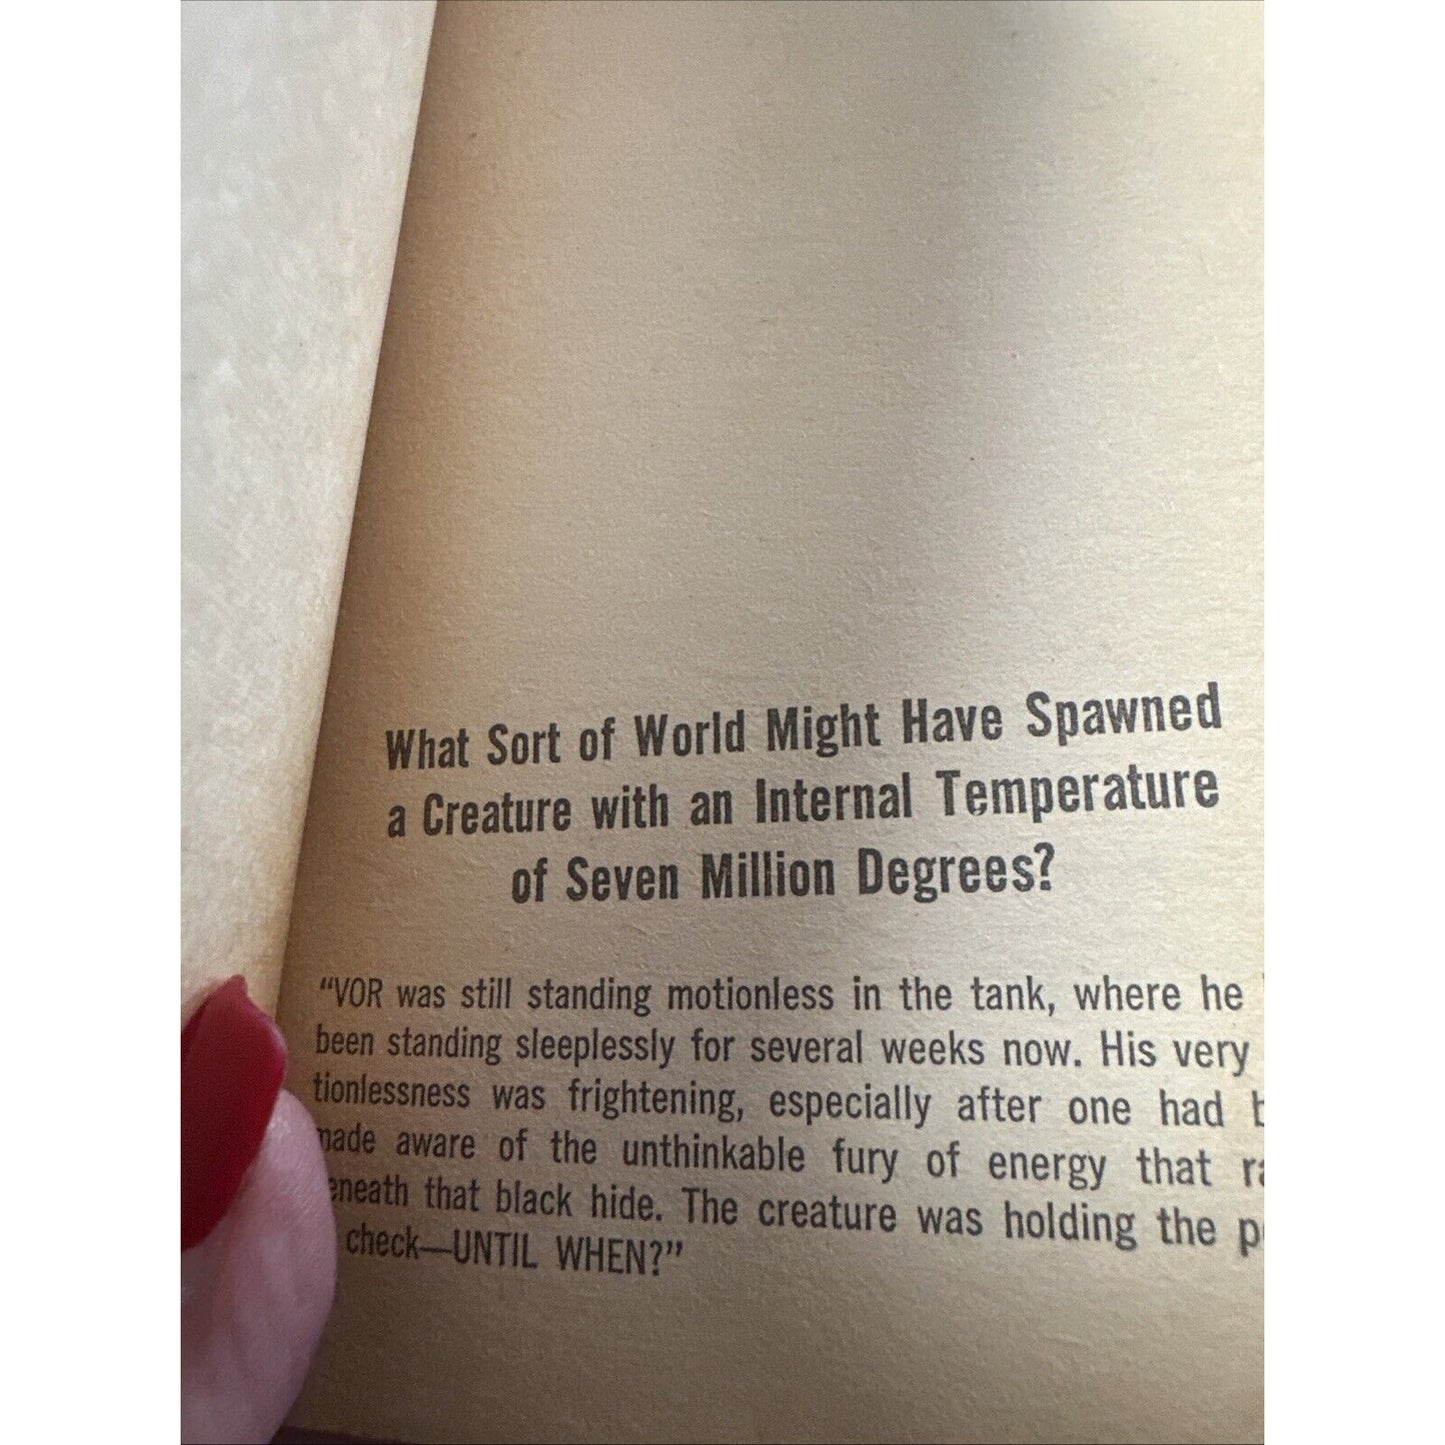 What Sort of World Might Have Spawned
a Creature with an Internal Temperature
of Seven Million Degrees?
“VOR was still standing motionless in the tank, where he
been standing sleeplessly for several weeks now. His very
tionlessness was frightening, especially after one had
made aware of the unthinkable fury of energy that
beneath that black hide. The creature was holding the
check—UNTIL WHEN?”